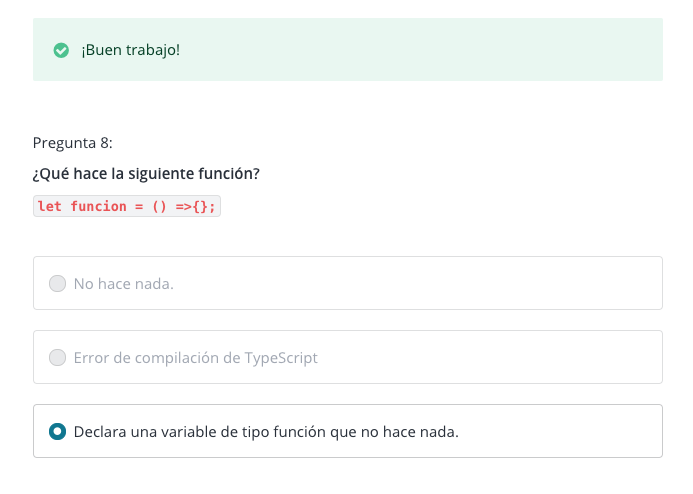 ¡Buen trabajo!
Pregunta 8:
¿Qué hace la siguiente función?
let funcion = () =>{};
No hace nada.
Error de compilación de TypeScript
Declara una variable de tipo función que no hace nada.